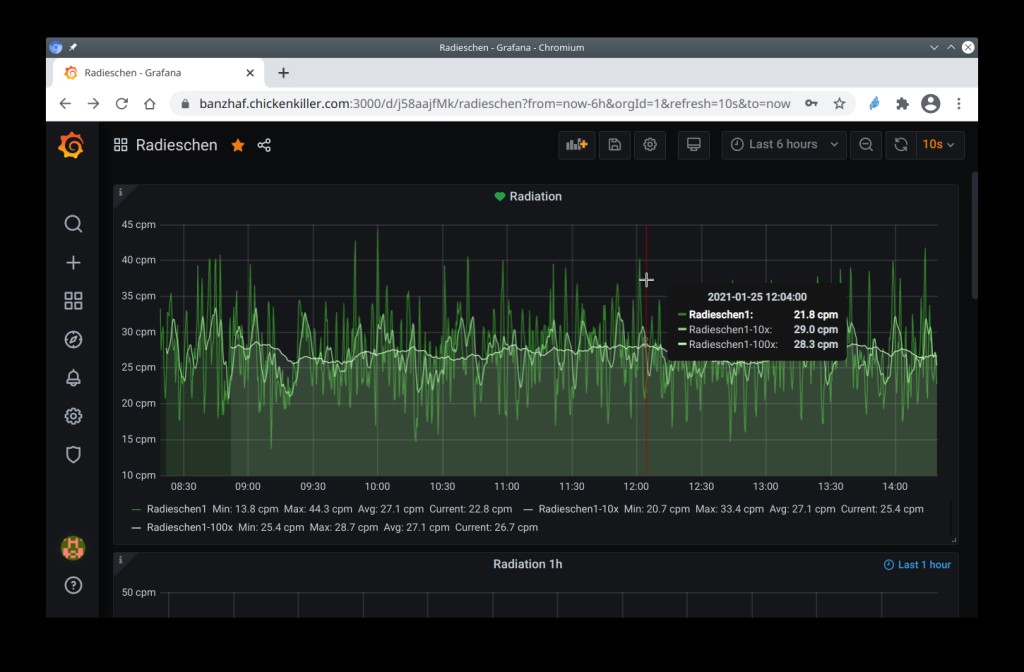 Radieschen - Grafana - Chromium
Radieschen - Grafana
banzhaf.chickenkiller.com:3000/d/j58aajfMk/radieschen?from=now-6h&orgId=1&refresh=10s&to=now
Radieschen
Last 6 hours
10s
i
Radiation
45 cpm
40 cpm
35 cpm
30 cpm
25 cpm
20 cpm
15 cpm
10 cpm
2021-01-25 12:04:00
Radieschen1: 21.8 cpm
Radieschen1-10x: 29.0 cpm
Radieschen1-100x: 28.3 cpm
08:30 09:00 09:30 10:00 10:30 11:00 11:30 12:00 12:30 13:00 13:30 14:00
Radieschen1 Min: 13.8 cpm Max: 44.3 cpm Avg: 27.1 cpm Current: 22.8 cpm Radieschen1-10x Min: 20.7 cpm Max: 33.4 cpm Avg: 27.1 cpm Current: 25.4 cpm
Radieschen1-100x Min: 25.4 cpm Max: 28.7 cpm Avg: 27.1 cpm Current: 26.7 cpm
i
Radiation 1h
Last 1 hour
50 cpm